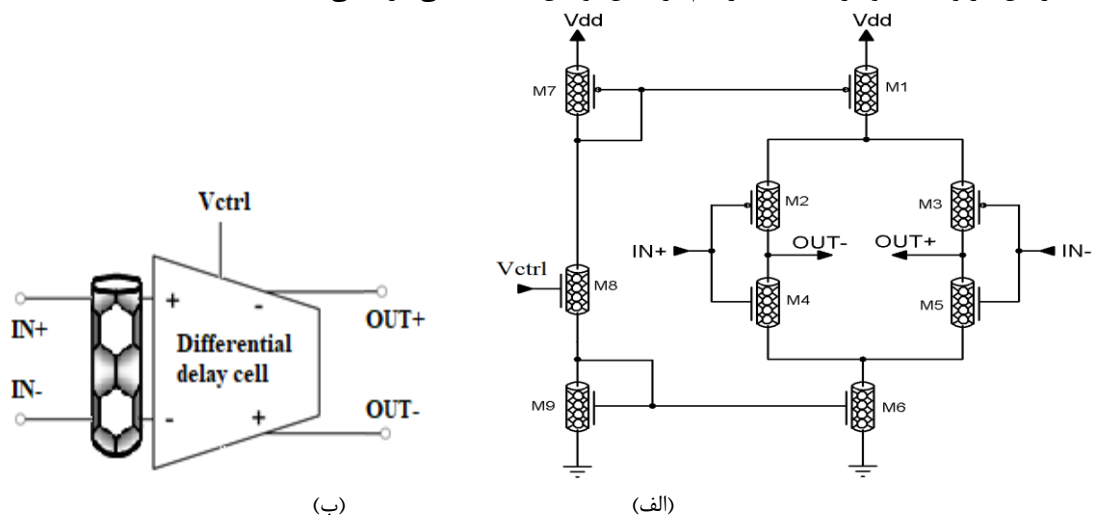 Vdd
Vdd
M7
M1
M2
M3
IN+
OUT-
OUT+
IN-
Vctrl
M8
M4
M5
M9
M6
Vctrl
IN+
+
-
OUT+
Differential
delay cell
IN-
-
+
OUT-
(ب)
(الف)